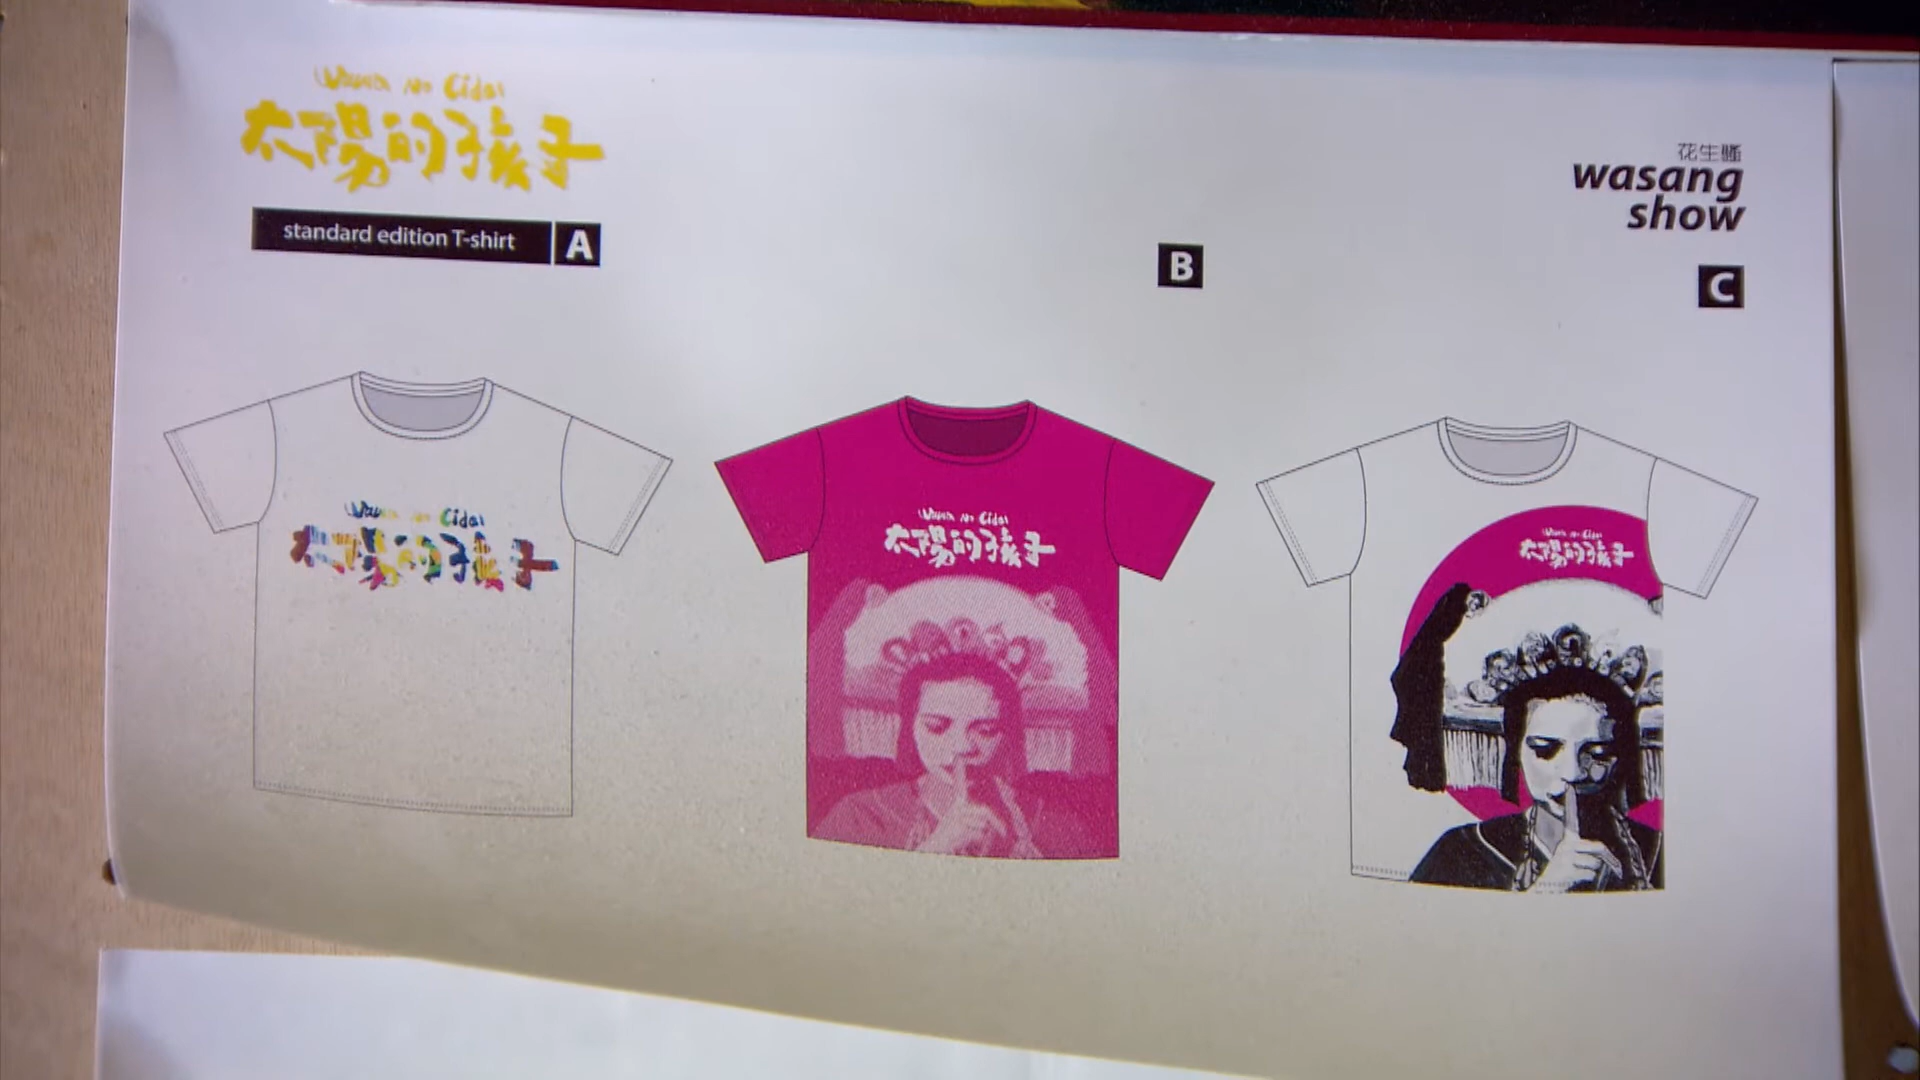 Wawa No Cidal
太陽的孩子
standard edition T-shirt A
花生騷
wasang
show
B
C
Wawa No Cidal
太陽的孩子
Wawa No Cidal
太陽的孩子
Wawa No Cidal
太陽的孩子